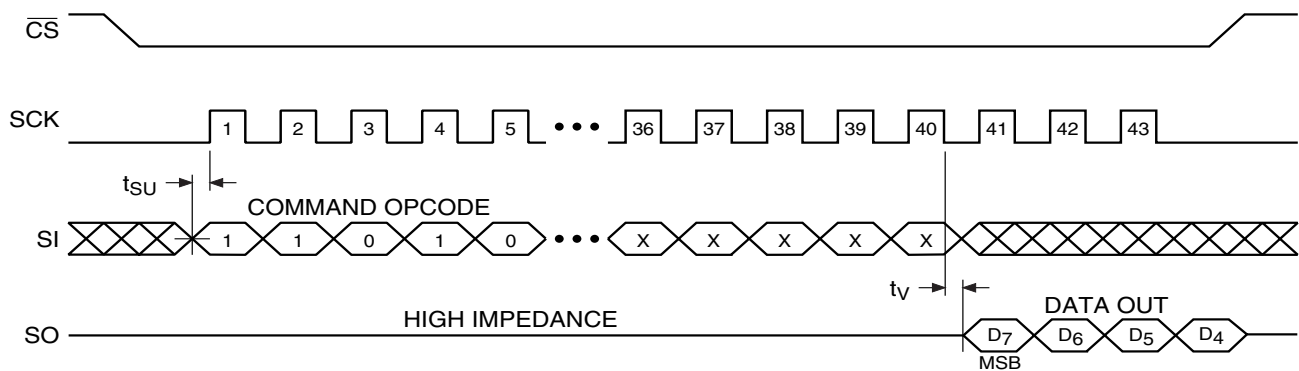 CS
SCK
1 2 3 4 5 ••• 36 37 38 39 40 41 42 43
tSU
COMMAND OPCODE
SI
1 1 0 1 0 ••• X X X X X
tV
HIGH IMPEDANCE
DATA OUT
SO
D7 D6 D5 D4
MSB